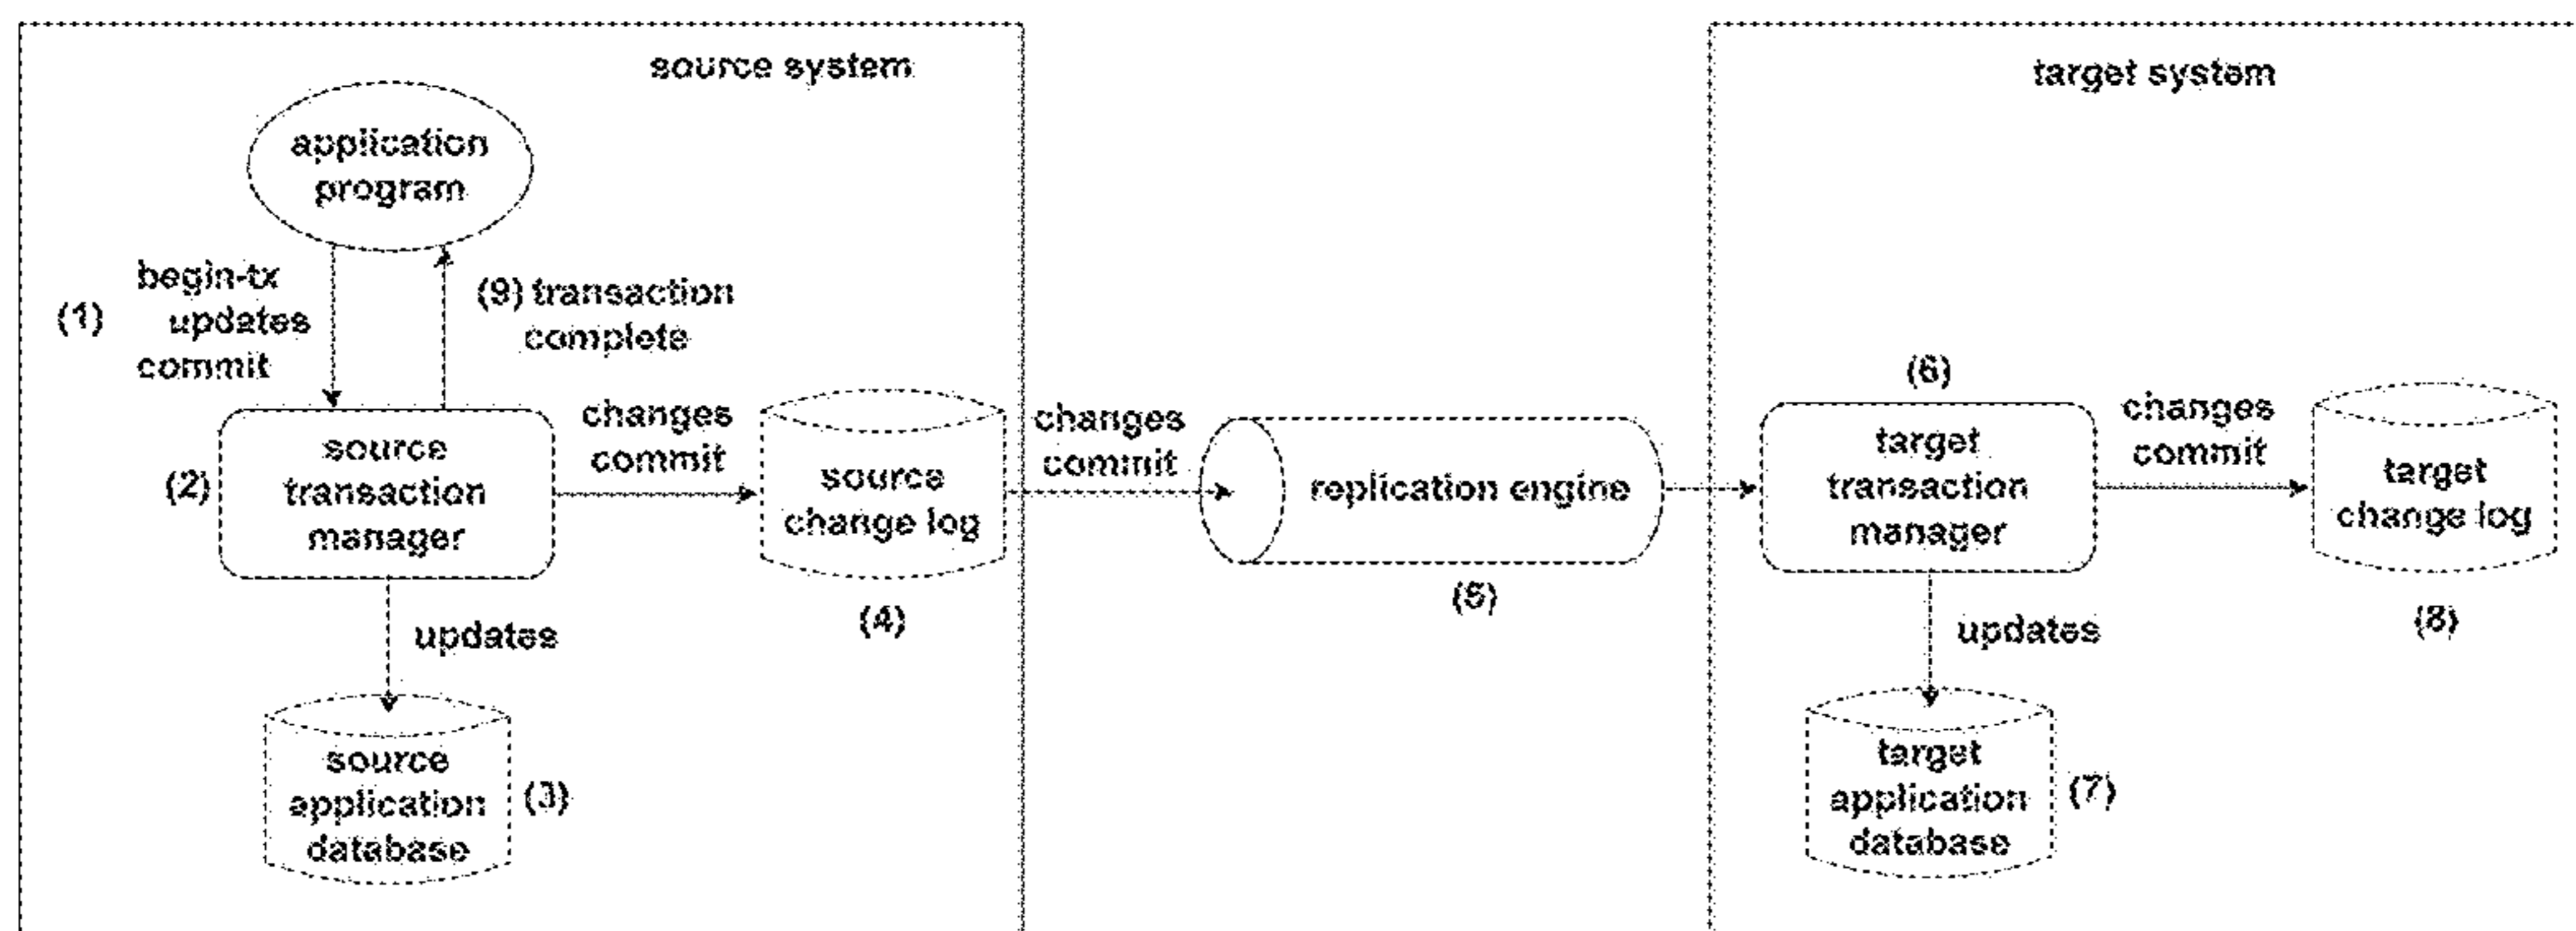 source system
application
program
(1)
begin-tx
updates
commit
(9) transaction
complete
(2)
source
transaction
manager
changes
commit
source
change log
(4)
updates
source
application
database
(3)
changes
commit
replication engine
(5)
target system
(6)
target
transaction
manager
changes
commit
target
change log
(8)
updates
target
application
database
(7)